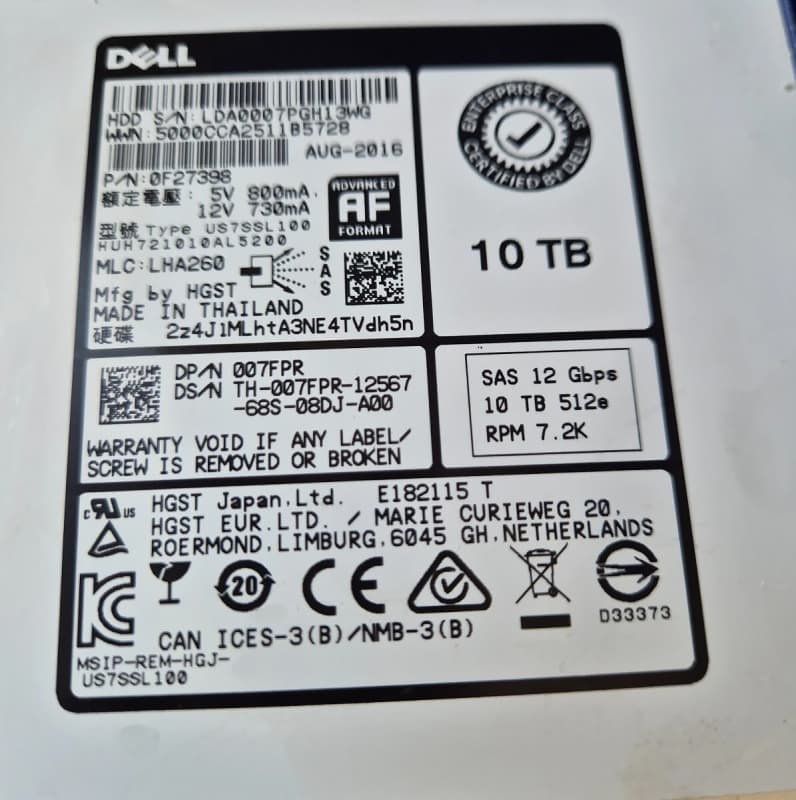 DELL
HDD S/N: LDA0007PGH13WG
WWN: 5000CCA2511B5728
AUG-2016
P/N: 0F27398
額定電壓: 5V 800mA,
12V 730mA
ADVANCED
AF
FORMAT
型號 Type US7SSL100
HUH721010AL5200
MLC: LHA260
SAS
Mfg by HGST
MADE IN THAILAND
硬碟 2z4J1MLhtA3NE4TVdh5n
ENTERPRISE CLASS
CERTIFIED BY DELL
10 TB
DP/N 007FPR
DS/N TH-007FPR-12567
-68S-08DJ-A00
WARRANTY VOID IF ANY LABEL/
SCREW IS REMOVED OR BROKEN
SAS 12 Gbps
10 TB 512e
RPM 7.2K
c UR US
HGST Japan,Ltd. E182115 T
HGST EUR.LTD. / MARIE CURIEWEG 20,
ROERMOND,LIMBURG,6045 GH,NETHERLANDS
20
CE
D33373
CAN ICES-3(B)/NMB-3(B)
MSIP-REM-HGJ-
US7SSL100